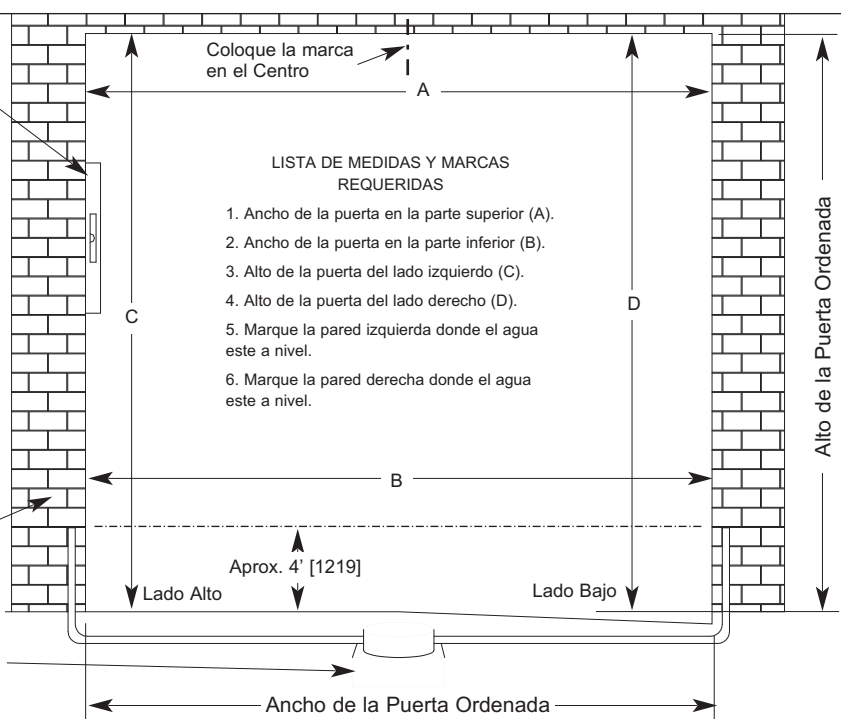 Coloque la marca
en el Centro
A
LISTA DE MEDIDAS Y MARCAS
REQUERIDAS
1. Ancho de la puerta en la parte superior (A).
2. Ancho de la puerta en la parte inferior (B).
3. Alto de la puerta del lado izquierdo (C).
4. Alto de la puerta del lado derecho (D).
5. Marque la pared izquierda donde el agua
este a nivel.
6. Marque la pared derecha donde el agua
este a nivel.
C
D
Alto de la Puerta Ordenada
B
Aprox. 4' [1219]
Lado Alto
Lado Bajo
Ancho de la Puerta Ordenada